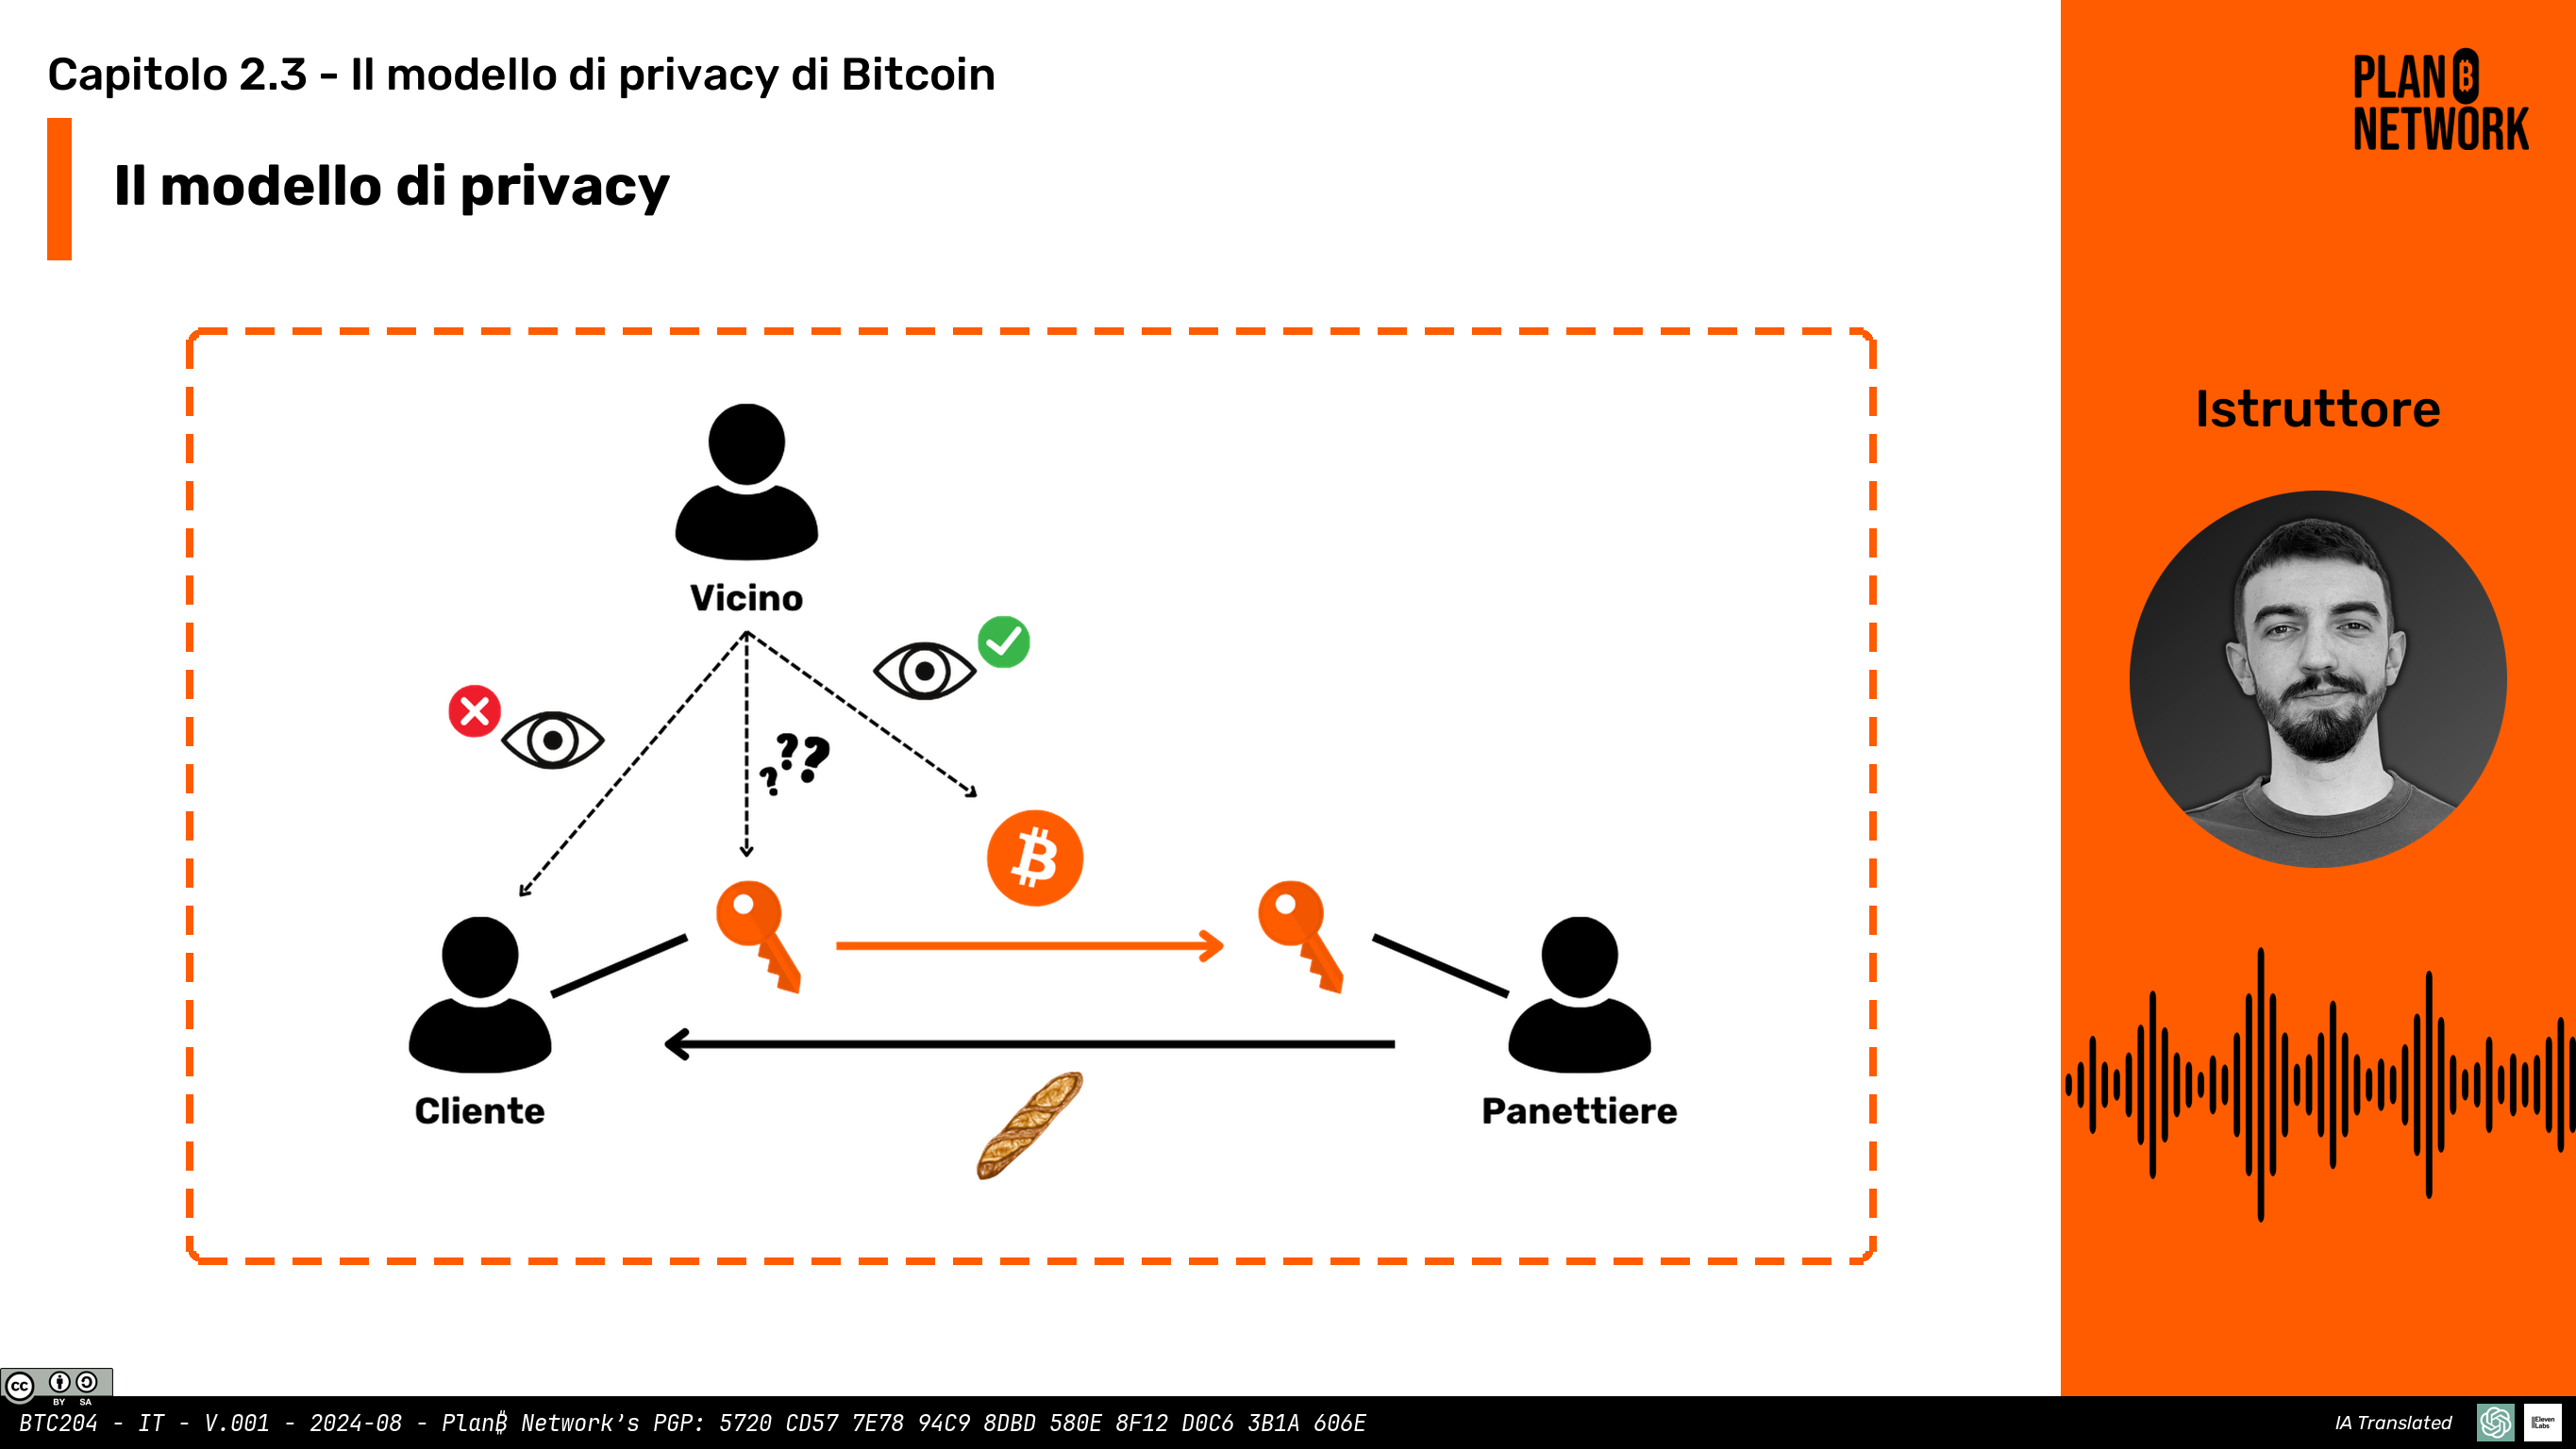 Capitolo 2.3 - Il modello di privacy di Bitcoin
Il modello di privacy
PLAN ₿
NETWORK
Istruttore
Vicino
???
Cliente
Panettiere
cc BY SA
BTC204 - IT - V.001 - 2024-08 - Plan₿ Network's PGP: 5720 CD57 7E78 94C9 8DBD 580E 8F12 D0C6 3B1A 606E
IA Translated
ElevenLabs